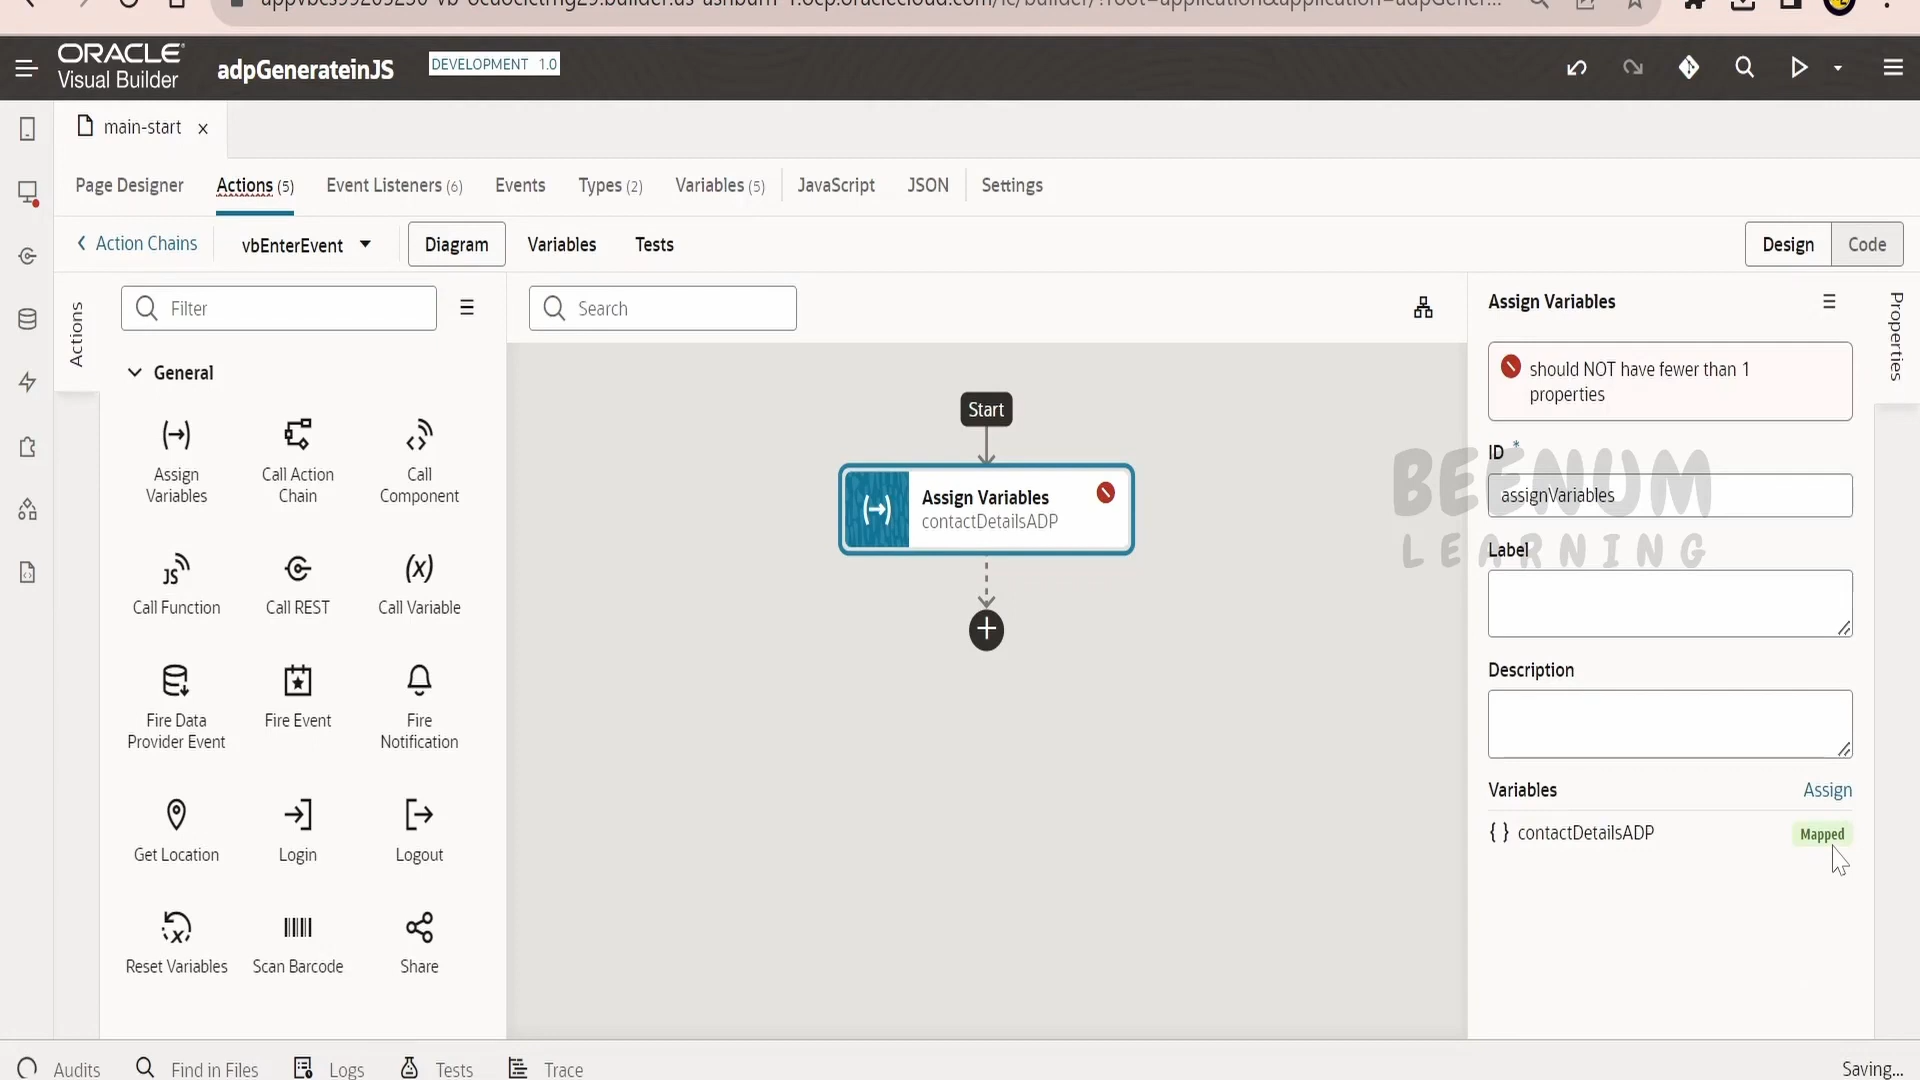 ORACLE
Visual Builder
adpGenerateinJS
DEVELOPMENT 1.0
main-start
Page Designer
Actions (5)
Event Listeners (6)
Events
Types (2)
Variables (5)
JavaScript
JSON
Settings
Action Chains
vbEnterEvent
Diagram
Variables
Tests
Design
Code
Actions
Filter
Search
General
Assign
Variables
Call Action
Chain
Call
Component
Call Function
Call REST
Call Variable
Fire Data
Provider Event
Fire Event
Fire
Notification
Get Location
Login
Logout
Reset Variables
Scan Barcode
Share
Start
Assign Variables
contactDetailsADP
Assign Variables
Properties
should NOT have fewer than 1
properties
ID *
assignVariables
BEENUM
LEARNING
Label
Description
Variables
Assign
contactDetailsADP
Mapped
Audits
Find in Files
Logs
Tests
Trace
Saving...